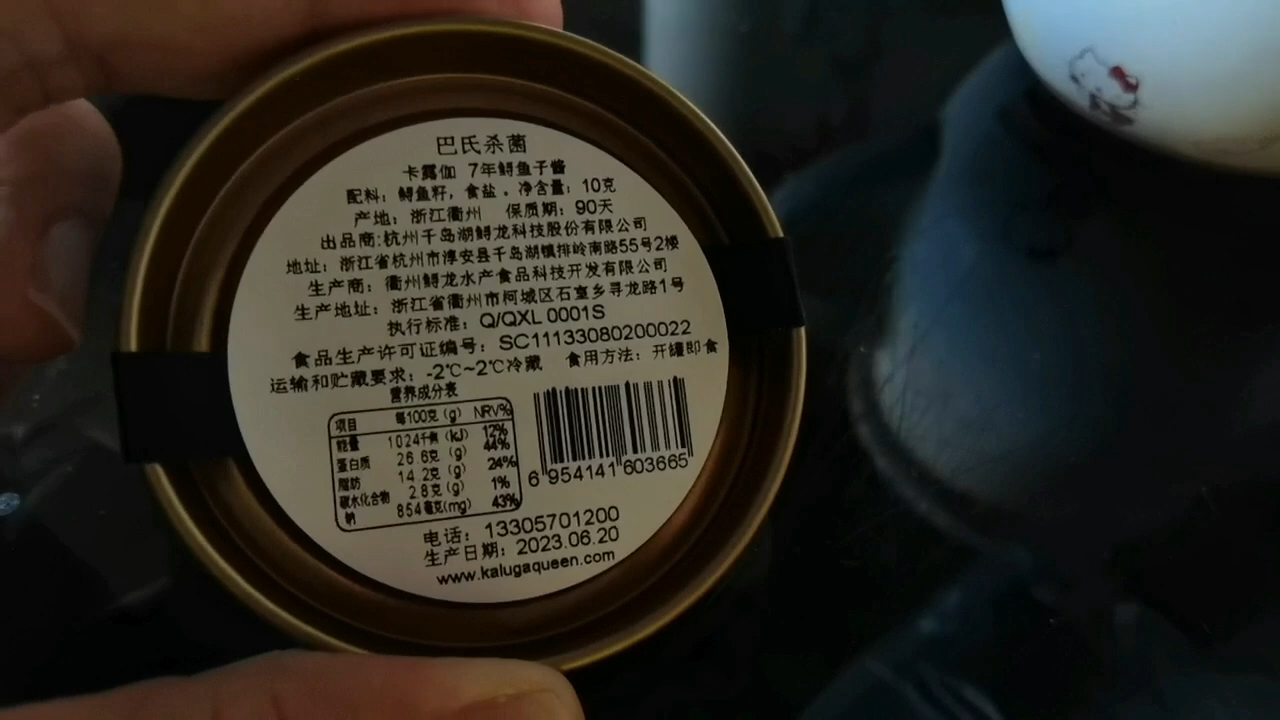 巴氏杀菌
卡露伽 7年鲟鱼子酱
配料：鲟鱼籽，食盐。净含量：10克
产地：浙江衢州 保质期：90天
出品商:杭州千岛湖鲟龙科技股份有限公司
地址：浙江省杭州市淳安县千岛湖镇排岭南路55号2楼
生产商：衢州鲟龙水产食品科技开发有限公司
生产地址：浙江省衢州市柯城区石室乡寻龙路1号
执行标准：Q/QXL 0001S
食品生产许可证编号：SC11133080200022
运输和贮藏要求：-2℃~2℃冷藏 食用方法：开罐即食
营养成分表
项目 每100克（g） NRV%
能量 1024千焦（kJ） 12%
蛋白质 26.6克（g） 44%
脂肪 14.2克（g） 24%
碳水化合物 2.8克（g） 1%
钠 854毫克(mg) 43%
6 954141 603665
电话：13305701200
生产日期：2023.06.20
www.kalugaqueen.com